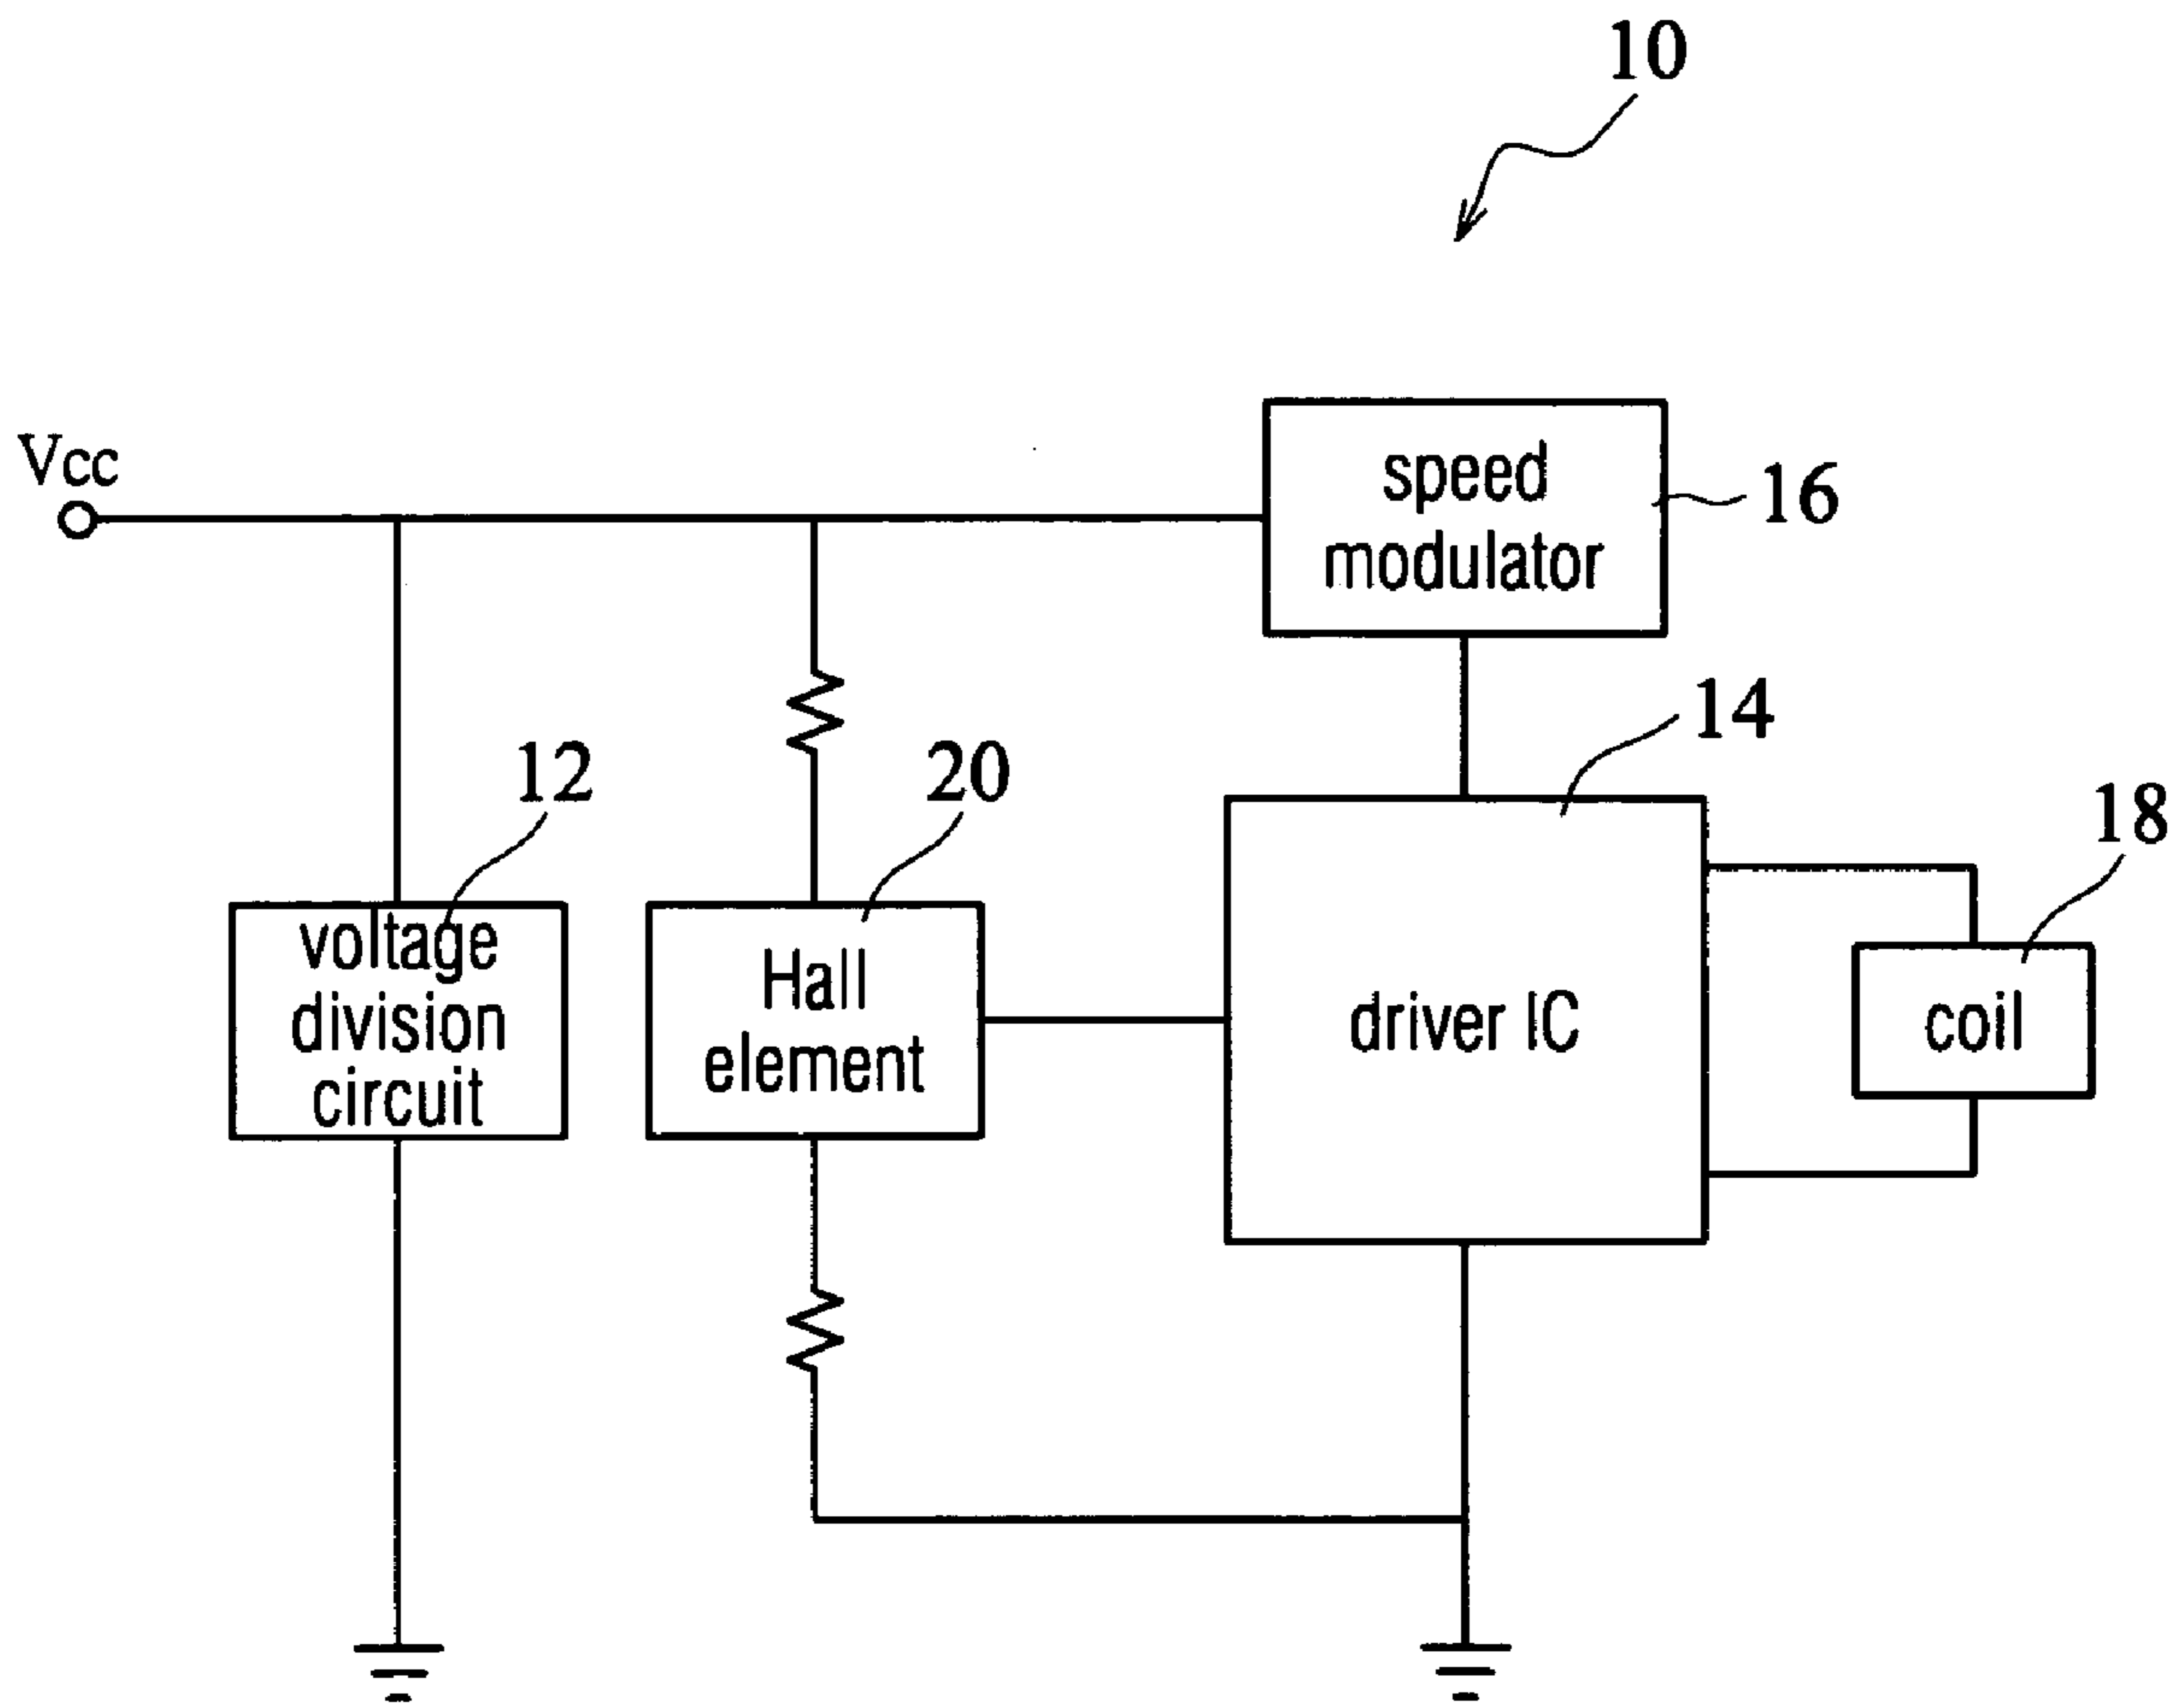 10
Vcc
speed
modulator
16
14
12
20
18
voltage
division
circuit
Hall
element
driver IC
coil